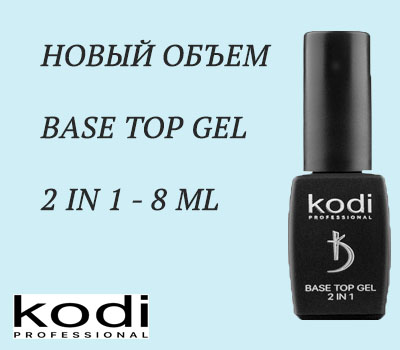 НОВЫЙ ОБЪЕМ
BASE TOP GEL
2 IN 1 - 8 ML
kodi
PROFESSIONAL
BASE TOP GEL
2 IN 1
kodi
PROFESSIONAL